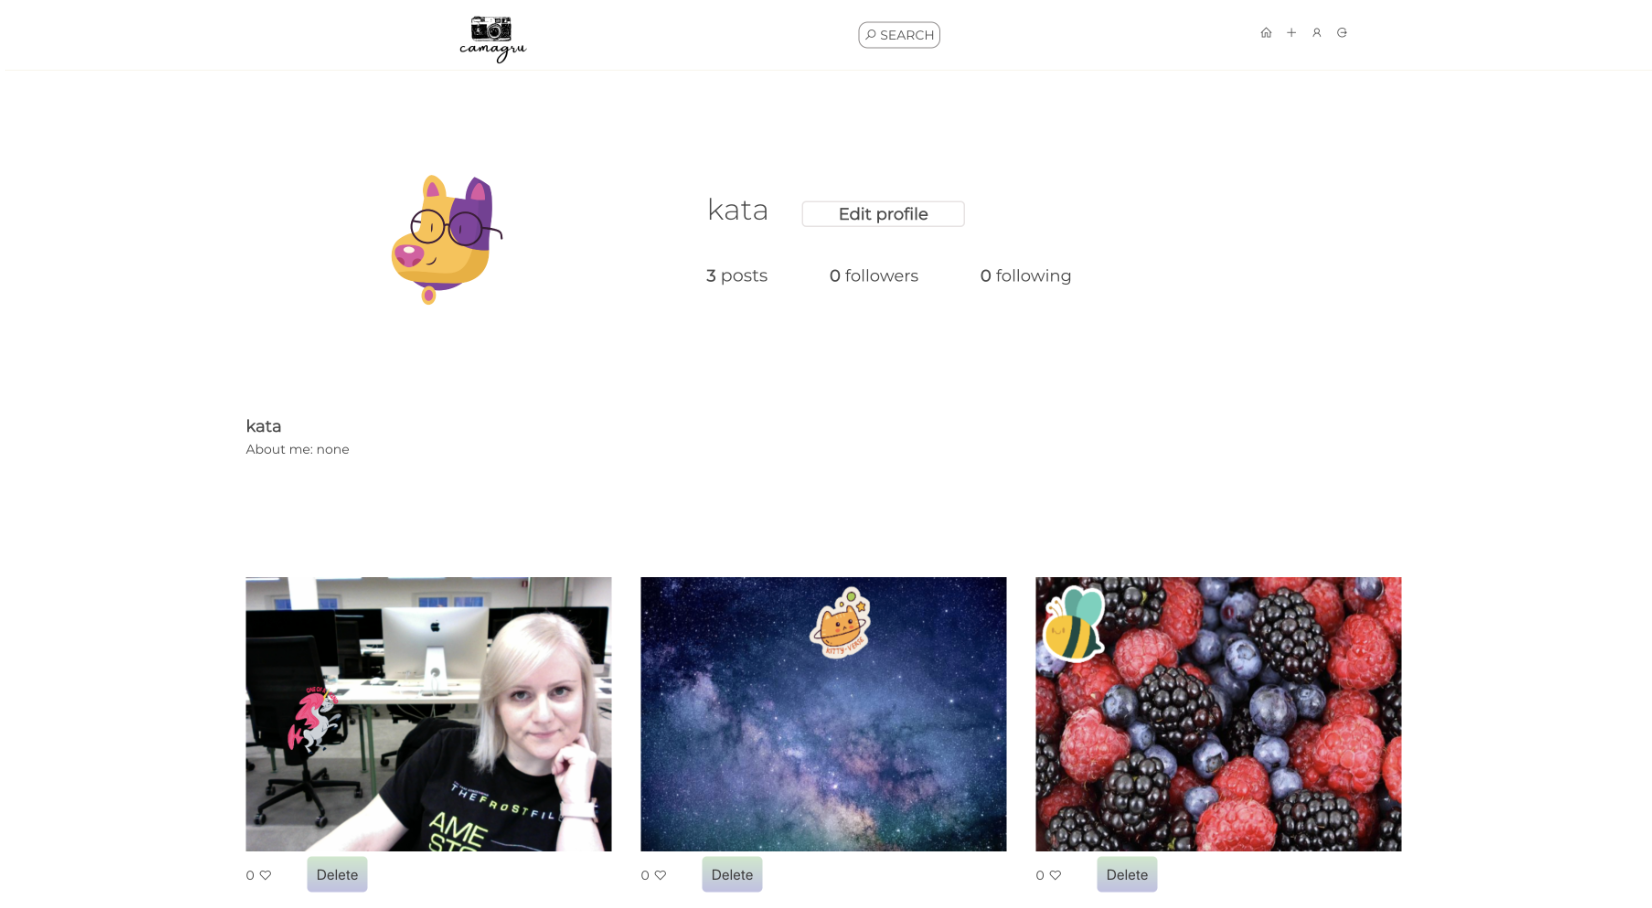 camagru
SEARCH
kata
Edit profile
3 posts
0 followers
0 following
kata
About me: none
KITTY-VERSE
THEFROSTFIL
AME
0
Delete
0
Delete
0
Delete